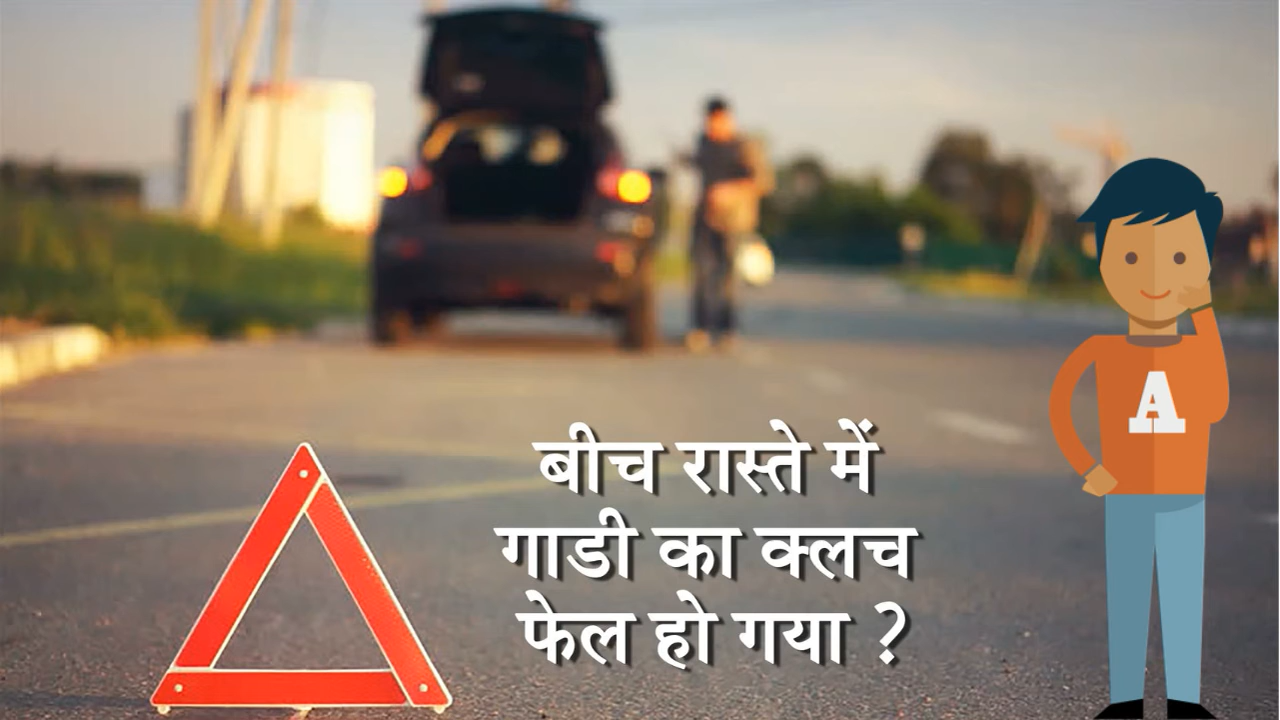 A
बीच रास्ते में
गाडी का क्लच
फेल हो गया ?